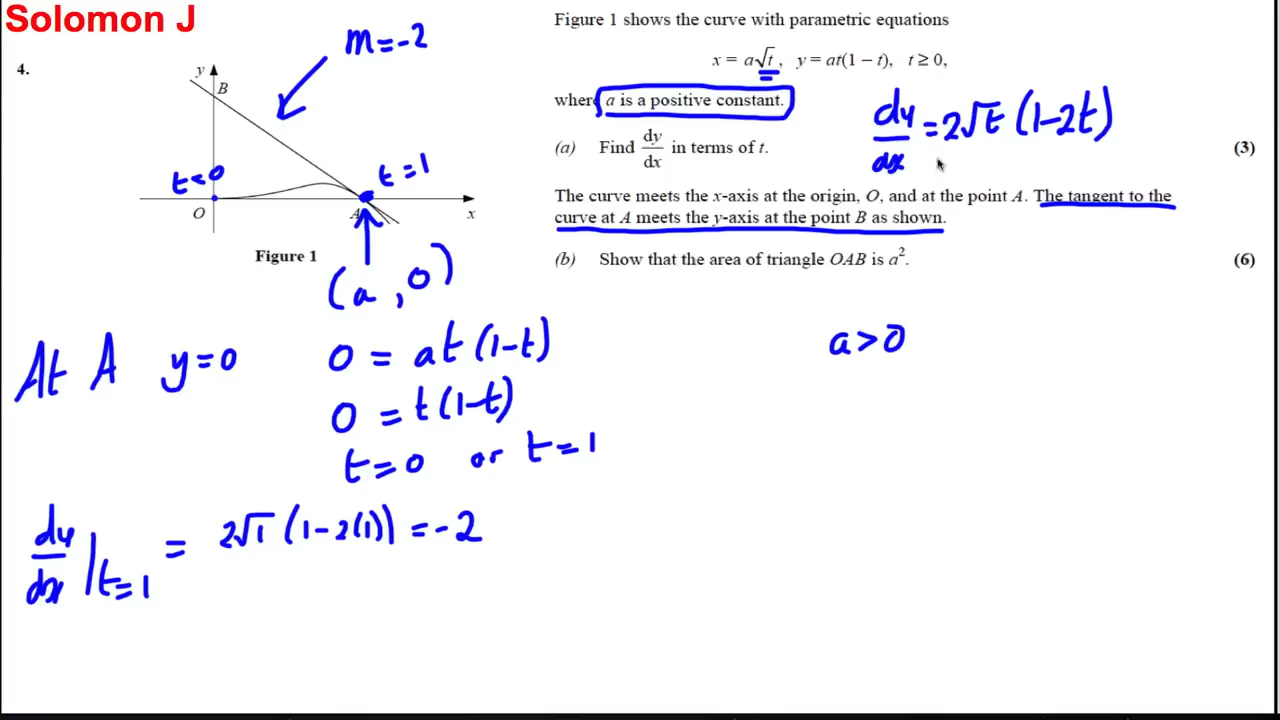 Solomon J
4.
y
B
m=-2
t=0
t=1
O
A
x
Figure 1
(a, 0)
Figure 1 shows the curve with parametric equations
x = a√t, y = at(1 − t), t ≥ 0,
where a is a positive constant.
(a) Find dy/dx in terms of t. (3)
dy/dx = 2√t (1-2t)
The curve meets the x-axis at the origin, O, and at the point A. The tangent to the
curve at A meets the y-axis at the point B as shown.
(b) Show that the area of triangle OAB is a². (6)
At A y=0 0 = at(1-t)
a>0
0 = t(1-t)
t=0 or t=1
dy/dx |t=1 = 2√1 (1-2(1)) = -2